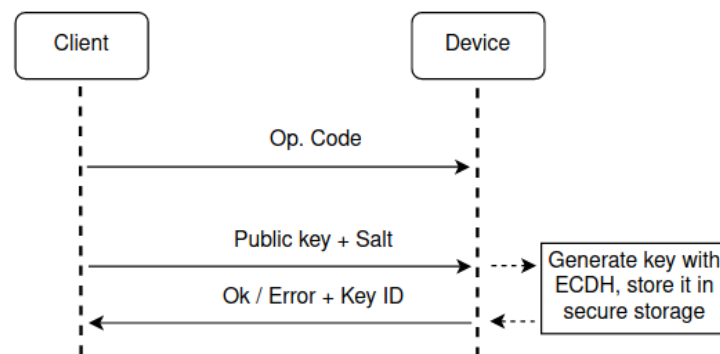 Client
Device
Op. Code
Public key + Salt
Generate key with
ECDH, store it in
secure storage
Ok / Error + Key ID